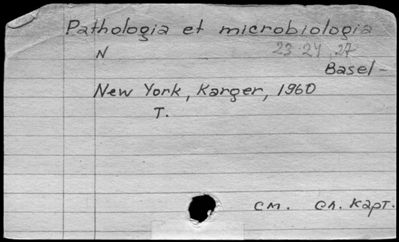 Pathologia et microbiologia
N 23 24, 27
Basel-
New York, Karger, 1960
T.
см. сл. карт.